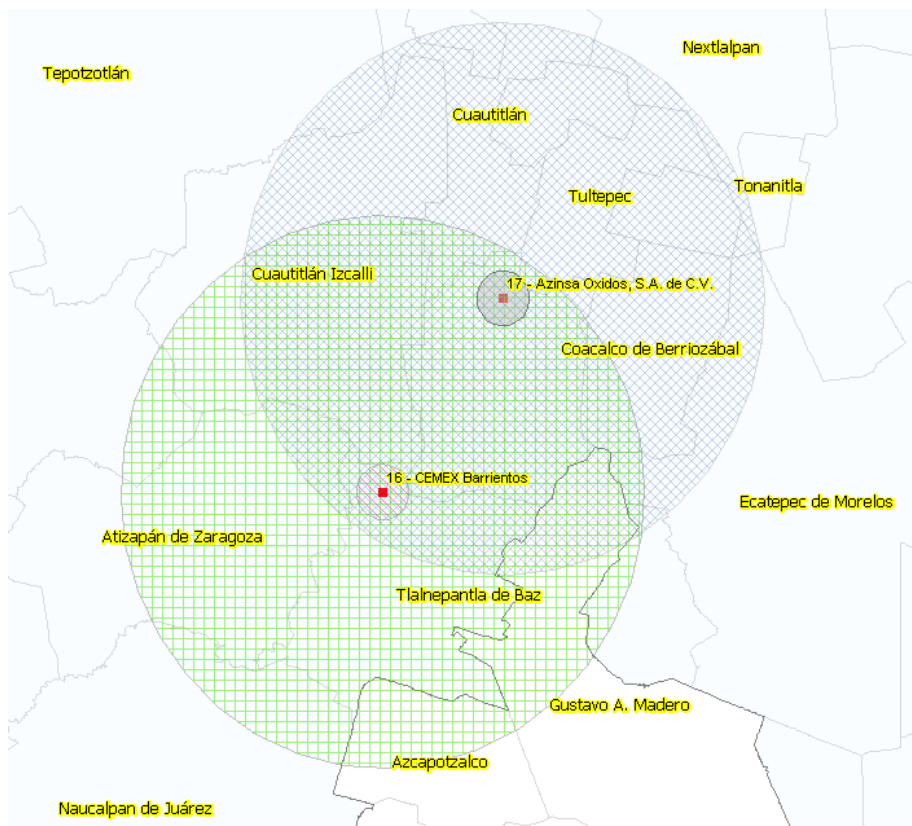 Nextlalpan
Tepotzotlán
Cuautitlán
Tonanitla
Tultepec
Cuautitlán Izcalli
17 - Azinsa Oxidos, S.A. de C.V.
Coacalco de Berriozábal
16 - CEMEX Barrientos
Ecatepec de Morelos
Atizapán de Zaragoza
Tlalnepantla de Baz
Gustavo A. Madero
Azcapotzalco
Naucalpan de Juárez